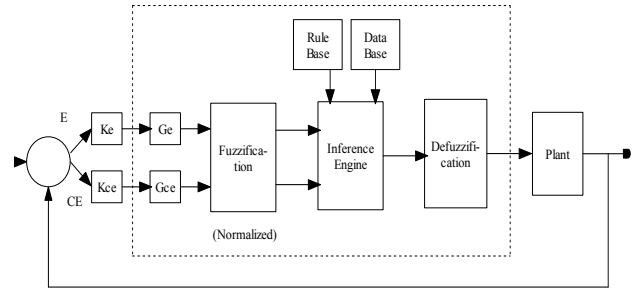 Rule
Base
Data
Base
E
Ke
Ge
Fuzzifica-
tion
Inference
Engine
Defuzzifi-
cation
Plant
Kce
Gce
CE
(Normalized)